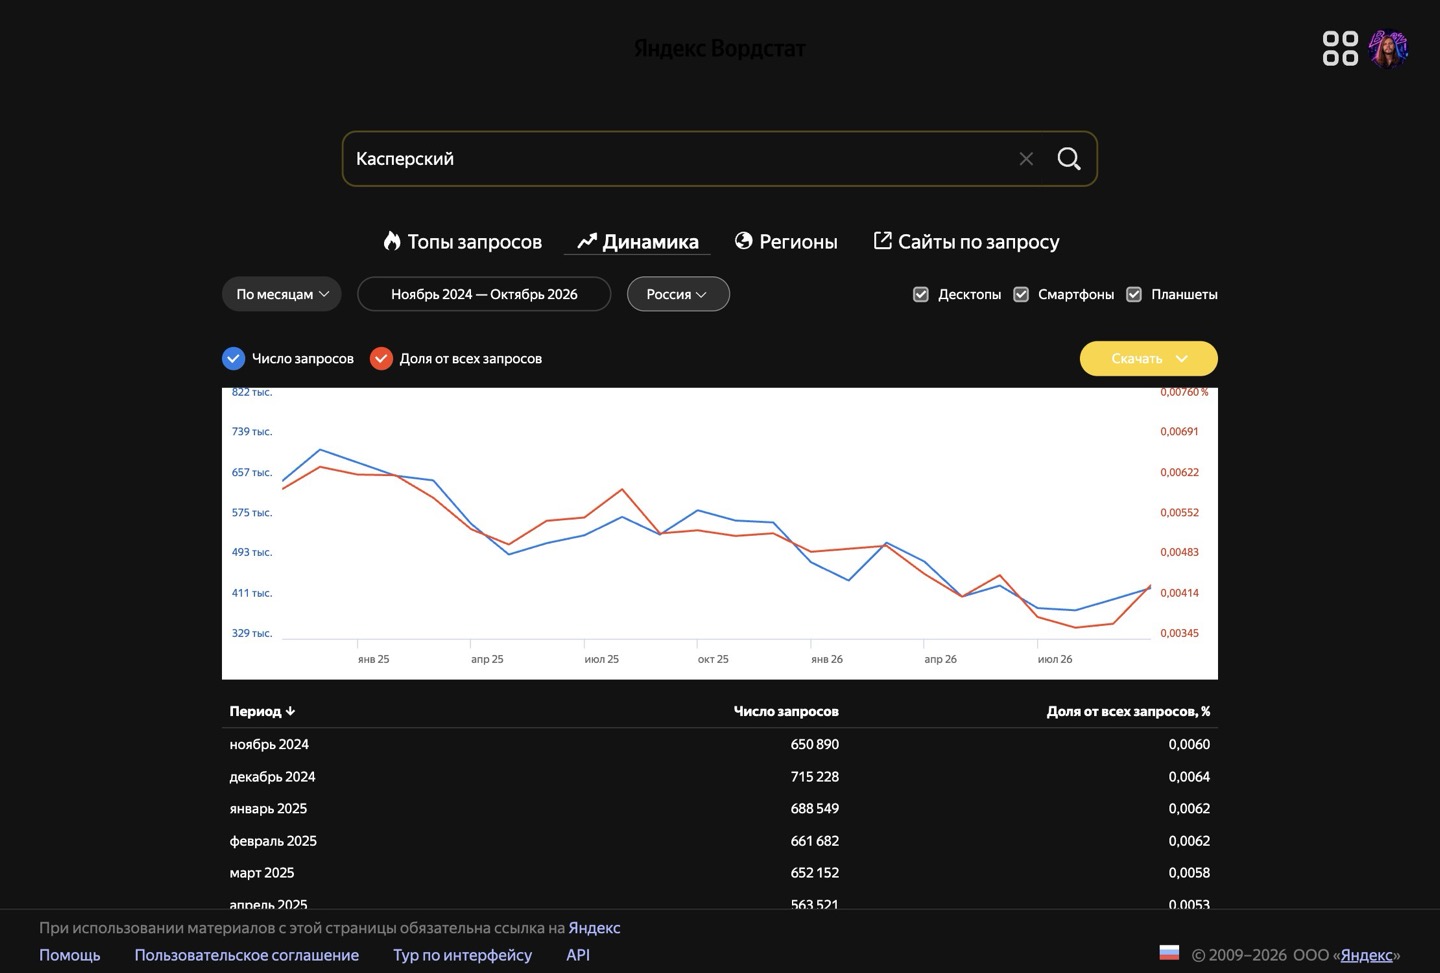 Яндекс Вордстат
Касперский
Топы запросов Динамика Регионы Сайты по запросу
По месяцам Ноябрь 2024 — Октябрь 2026 Россия Десктопы Смартфоны Планшеты
Число запросов Доля от всех запросов Скачать
822 тыс. 0,00760 %
739 тыс. 0,00691
657 тыс. 0,00622
575 тыс. 0,00552
493 тыс. 0,00483
411 тыс. 0,00414
329 тыс. 0,00345
янв 25 апр 25 июл 25 окт 25 янв 26 апр 26 июл 26
Период Число запросов Доля от всех запросов, %
ноябрь 2024 650 890 0,0060
декабрь 2024 715 228 0,0064
январь 2025 688 549 0,0062
февраль 2025 661 682 0,0062
март 2025 652 152 0,0058
апрель 2025 563 521 0,0053
При использовании материалов с этой страницы обязательна ссылка на Яндекс
Помощь Пользовательское соглашение Тур по интерфейсу API © 2009–2026 ООО «Яндекс»